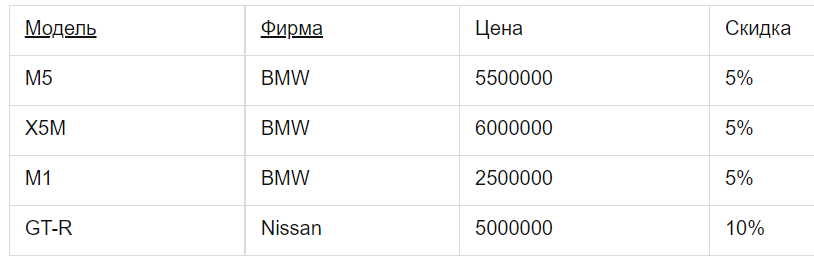 Модель Фирма Цена Скидка
M5 BMW 5500000 5%
X5M BMW 6000000 5%
M1 BMW 2500000 5%
GT-R Nissan 5000000 10%